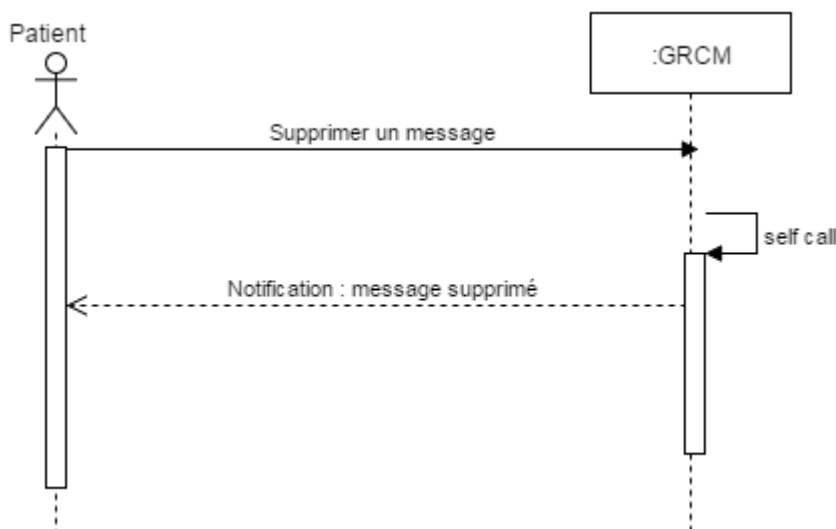 Patient
:GRCM
Supprimer un message
self call
Notification : message supprimé